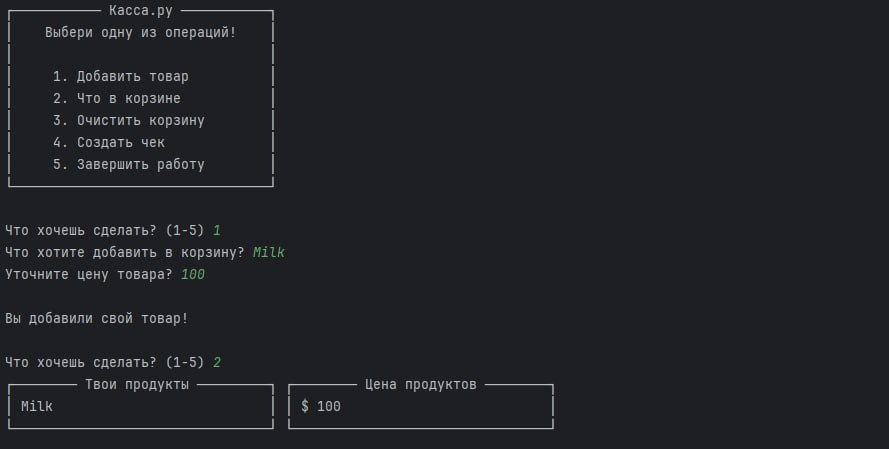 Касса.ру
Выбери одну из операций!
1. Добавить товар
2. Что в корзине
3. Очистить корзину
4. Создать чек
5. Завершить работу
Что хочешь сделать? (1-5) 1
Что хотите добавить в корзину? Milk
Уточните цену товара? 100
Вы добавили свой товар!
Что хочешь сделать? (1-5) 2
Твои продукты Цена продуктов
Milk $ 100